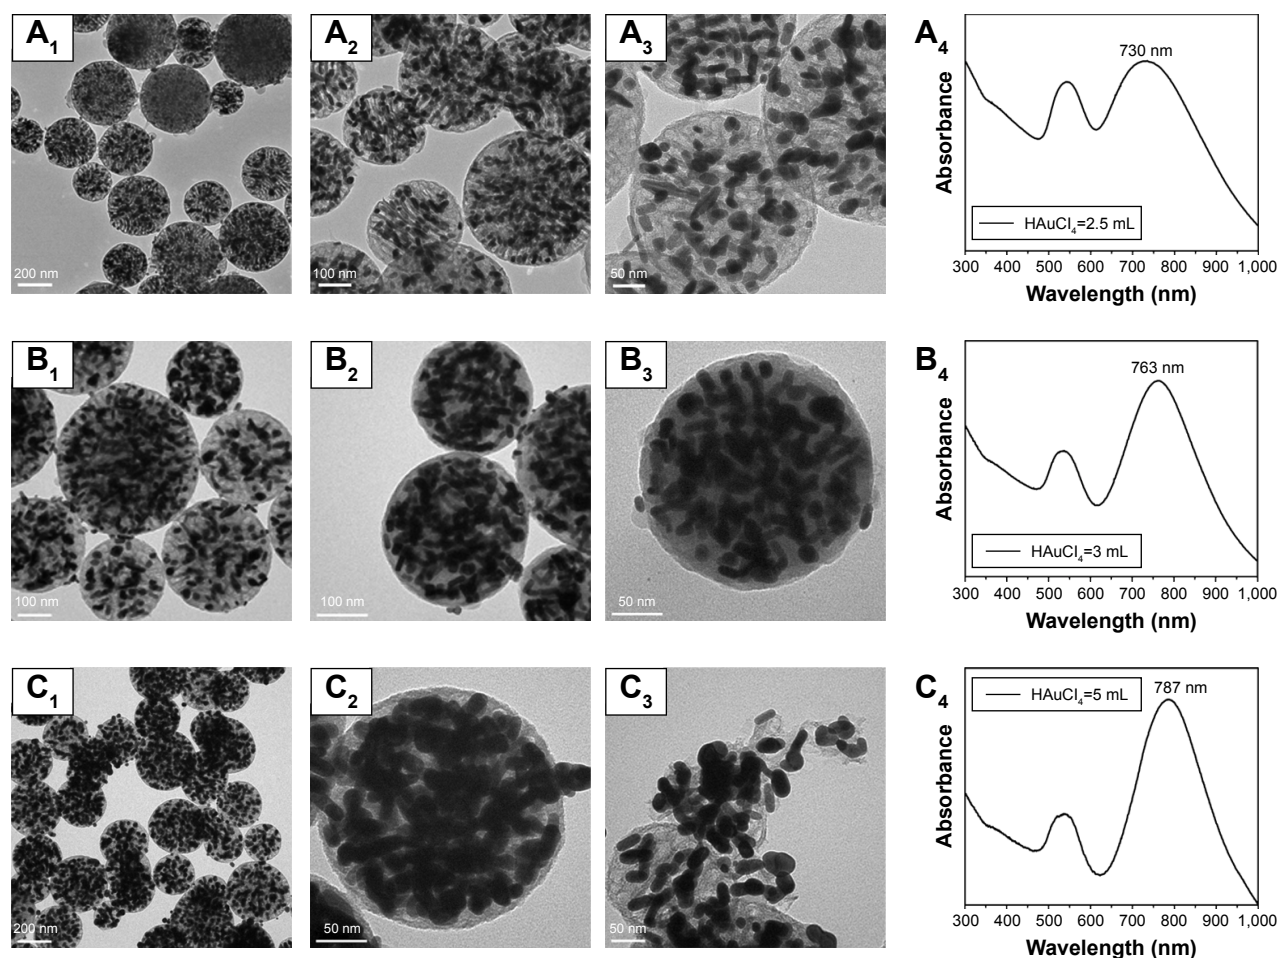 A1
200 nm
A2
100 nm
A3
50 nm
A4
Absorbance
730 nm
HAuCl4=2.5 mL
300 400 500 600 700 800 900 1,000
Wavelength (nm)
B1
100 nm
B2
100 nm
B3
50 nm
B4
Absorbance
763 nm
HAuCl4=3 mL
300 400 500 600 700 800 900 1,000
Wavelength (nm)
C1
200 nm
C2
50 nm
C3
50 nm
C4
Absorbance
787 nm
HAuCl4=5 mL
300 400 500 600 700 800 900 1,000
Wavelength (nm)